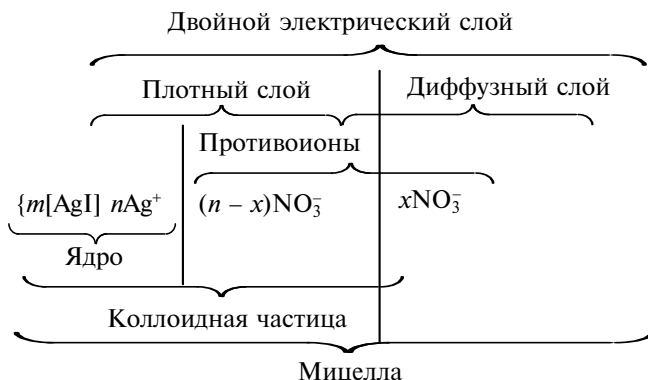 Двойной электрический слой
Плотный слой Диффузный слой
Противоионы
{m[AgI] nAg⁺ (n – x)NO₃⁻ xNO₃⁻
Ядро
Коллоидная частица
Мицелла